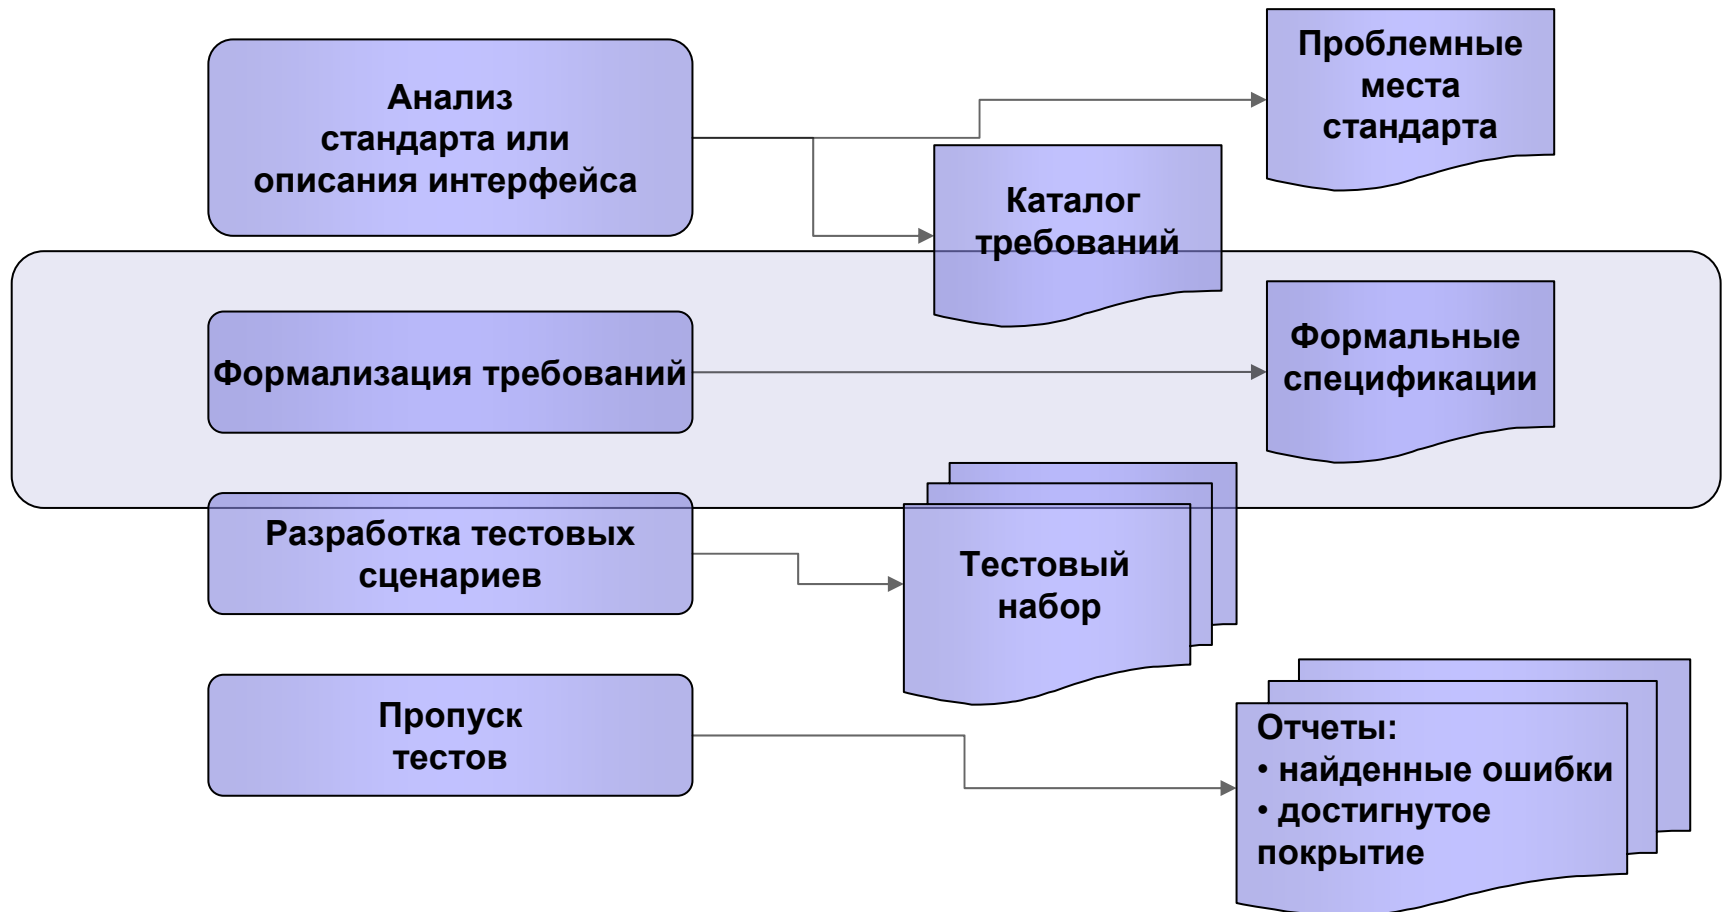 Анализ
стандарта или
описания интерфейса
Проблемные
места
стандарта
Каталог
требований
Формализация требований
Формальные
спецификации
Разработка тестовых
сценариев
Тестовый
набор
Пропуск
тестов
Отчеты:
• найденные ошибки
• достигнутое
покрытие